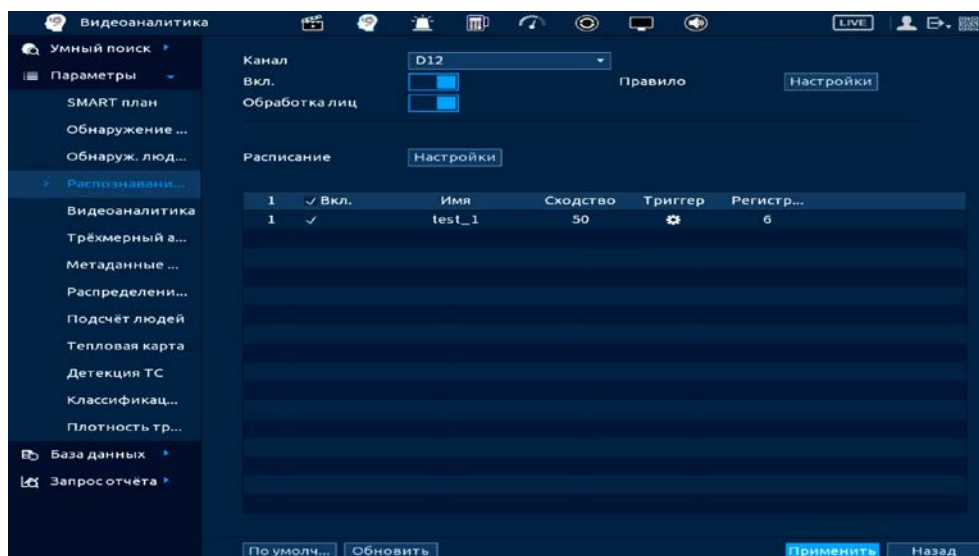 Видеоаналитика
LIVE
Умный поиск
Параметры
SMART план
Обнаружение ...
Обнаруж. люд...
Распознавани...
Видеоаналитика
Трёхмерный а...
Метаданные ...
Распределени...
Подсчёт людей
Тепловая карта
Детекция ТС
Классификац...
Плотность тр...
База данных
Запрос отчёта
Канал D12
Вкл. Правило Настройки
Обработка лиц
Расписание Настройки
1 Вкл. Имя Сходство Триггер Регистр...
1 test_1 50 6
По умолч... Обновить Применить Назад